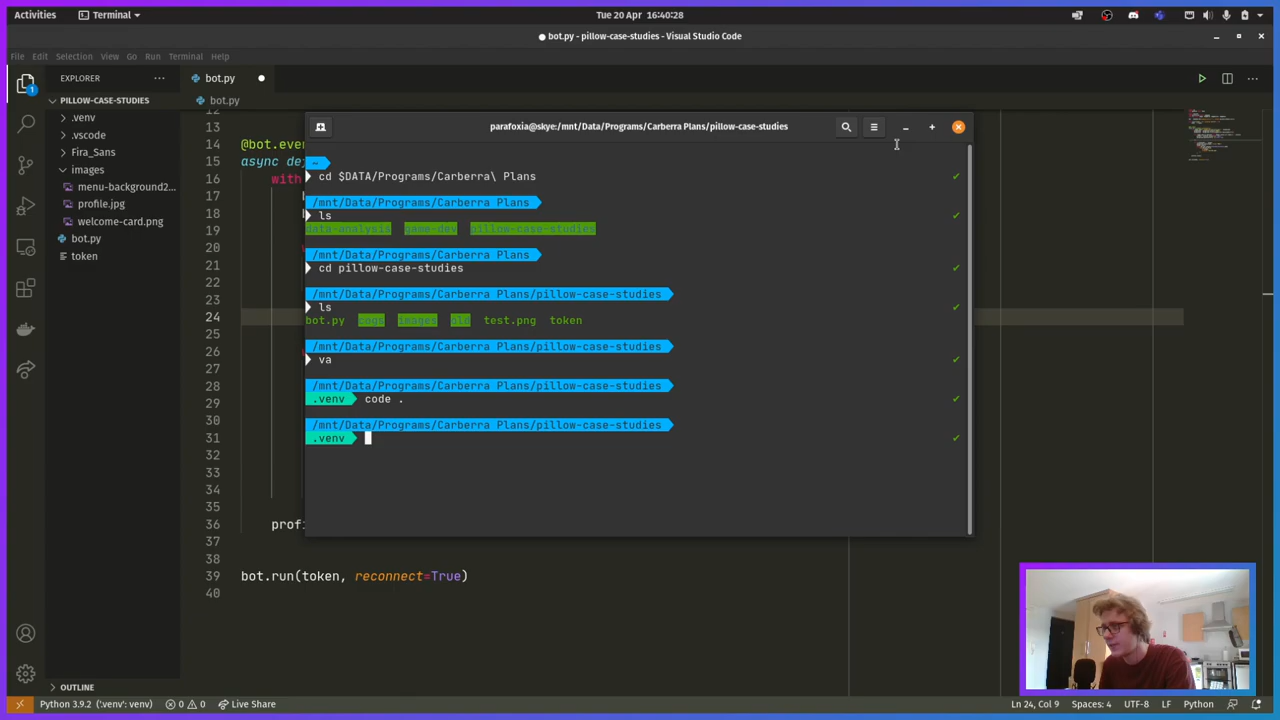 Activities
Terminal
Tue 20 Apr 16:40:28
● bot.py - pillow-case-studies - Visual Studio Code
File Edit Selection View Go Run Terminal Help
EXPLORER
bot.py
PILLOW-CASE-STUDIES
bot.py
.venv
.vscode
Fira_Sans
images
menu-background2...
profile.jpg
welcome-card.png
bot.py
token
OUTLINE
1
12
13
14 @bot.eve
15 async de
16 with
17
18
19
20
21
22
23
24
25
26
27
28
29
30
31
32
33
34
35
36 prof
37
38
39 bot.run(token, reconnect=True)
40
parafoxia@skye:/mnt/Data/Programs/Carberra Plans/pillow-case-studies
~
cd $DATA/Programs/Carberra\ Plans
/mnt/Data/Programs/Carberra Plans
ls
data-analysis game-dev pillow-case-studies
/mnt/Data/Programs/Carberra Plans
cd pillow-case-studies
/mnt/Data/Programs/Carberra Plans/pillow-case-studies
ls
bot.py cogs images old test.png token
/mnt/Data/Programs/Carberra Plans/pillow-case-studies
va
/mnt/Data/Programs/Carberra Plans/pillow-case-studies
.venv code .
/mnt/Data/Programs/Carberra Plans/pillow-case-studies
.venv
Python 3.9.2 ('.venv': venv) 0 0 Live Share
Ln 24, Col 9 Spaces: 4 UTF-8 LF Python